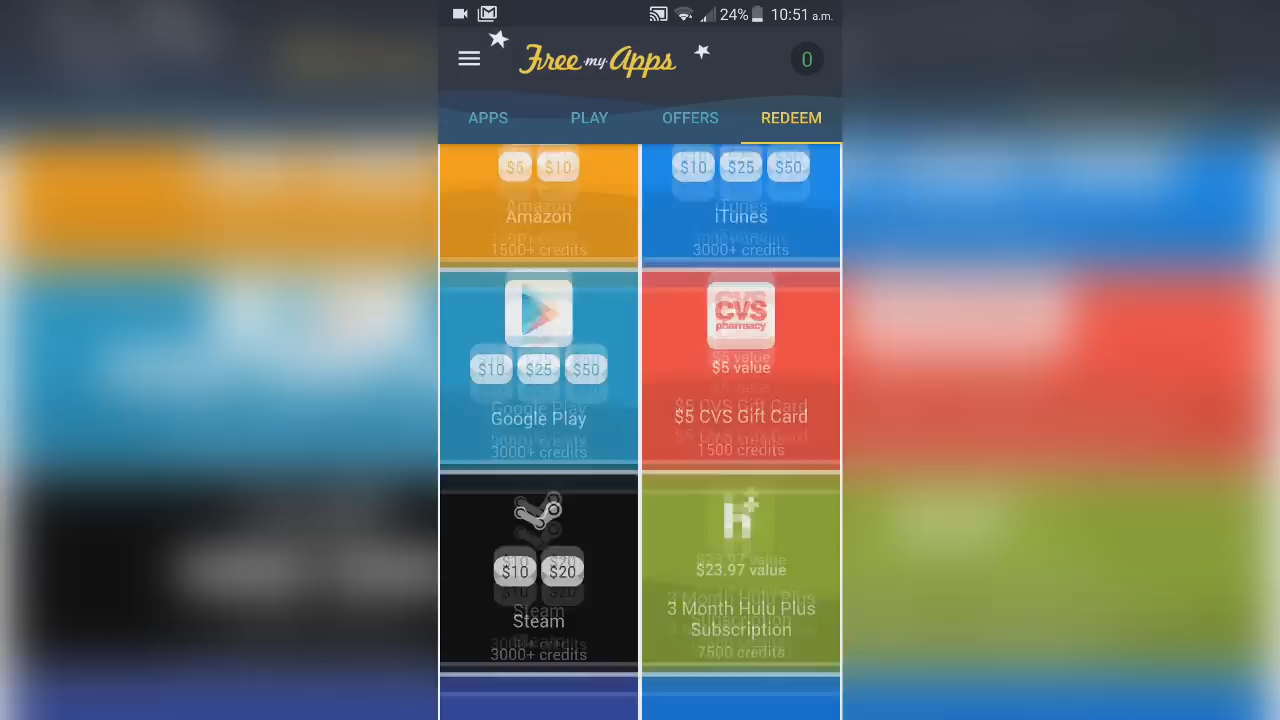 24% 10:51 a.m.
Free my Apps
0
APPS PLAY OFFERS REDEEM
$5 $10
Amazon
1500+ credits
$10 $25 $50
iTunes
3000+ credits
$10 $25 $50
Google Play
3000+ credits
CVS
pharmacy
$5 value
$5 CVS Gift Card
1500 credits
$10 $20
Steam
3000+ credits
h+
$23.97 value
3 Month Hulu Plus
Subscription
7500 credits